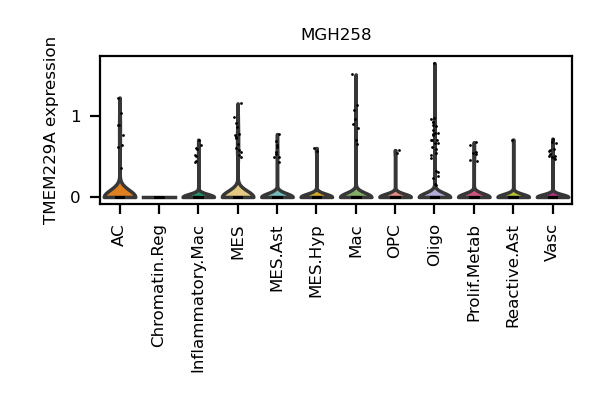 MGH258
TMEM229A expression
1
0
AC
Chromatin.Reg
Inflammatory.Mac
MES
MES.Ast
MES.Hyp
Mac
OPC
Oligo
Prolif.Metab
Reactive.Ast
Vasc